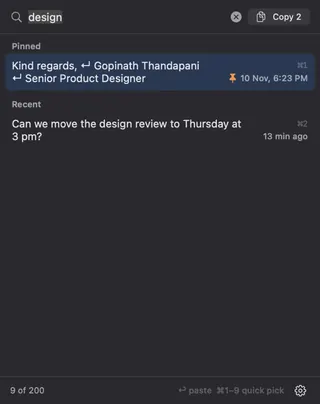 design
Copy 2
Pinned
Kind regards, ↵ Gopinath Thandapani
↵ Senior Product Designer
⌘1
10 Nov, 6:23 PM
Recent
Can we move the design review to Thursday at
3 pm?
⌘2
13 min ago
9 of 200
↵ paste ⌘1–9 quick pick